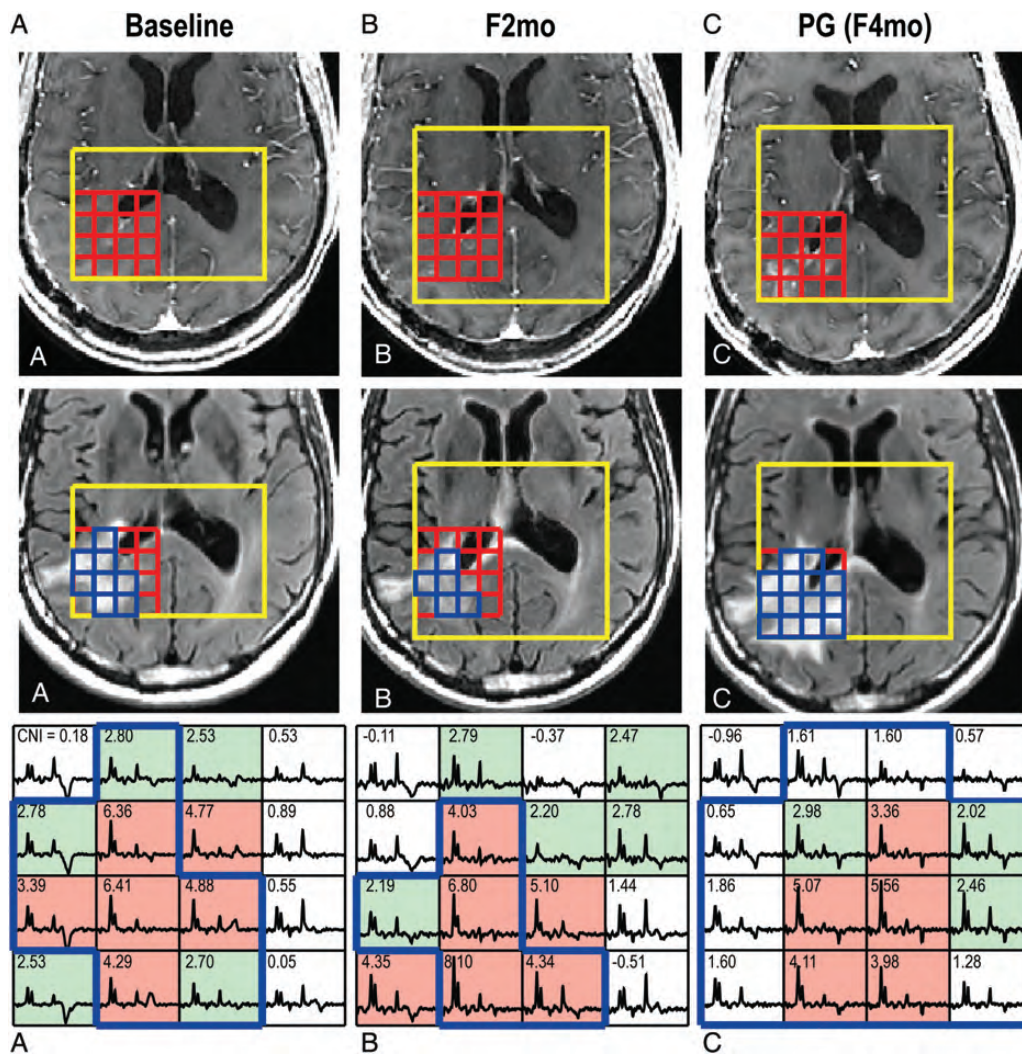 A Baseline B F2mo C PG (F4mo)
A B C
A B C
CNI = 0.18 2.80 2.53 0.53 -0.11 2.79 -0.37 2.47 -0.96 1.61 1.60 0.57
2.78 6.36 4.77 0.89 0.88 4.03 2.20 2.78 0.65 2.98 3.36 2.02
3.39 6.41 4.88 0.55 2.19 6.80 5.10 1.44 1.86 5.07 5.56 2.46
2.53 4.29 2.70 0.05 4.35 8.10 4.34 -0.51 1.60 4.11 3.98 1.28
A B C